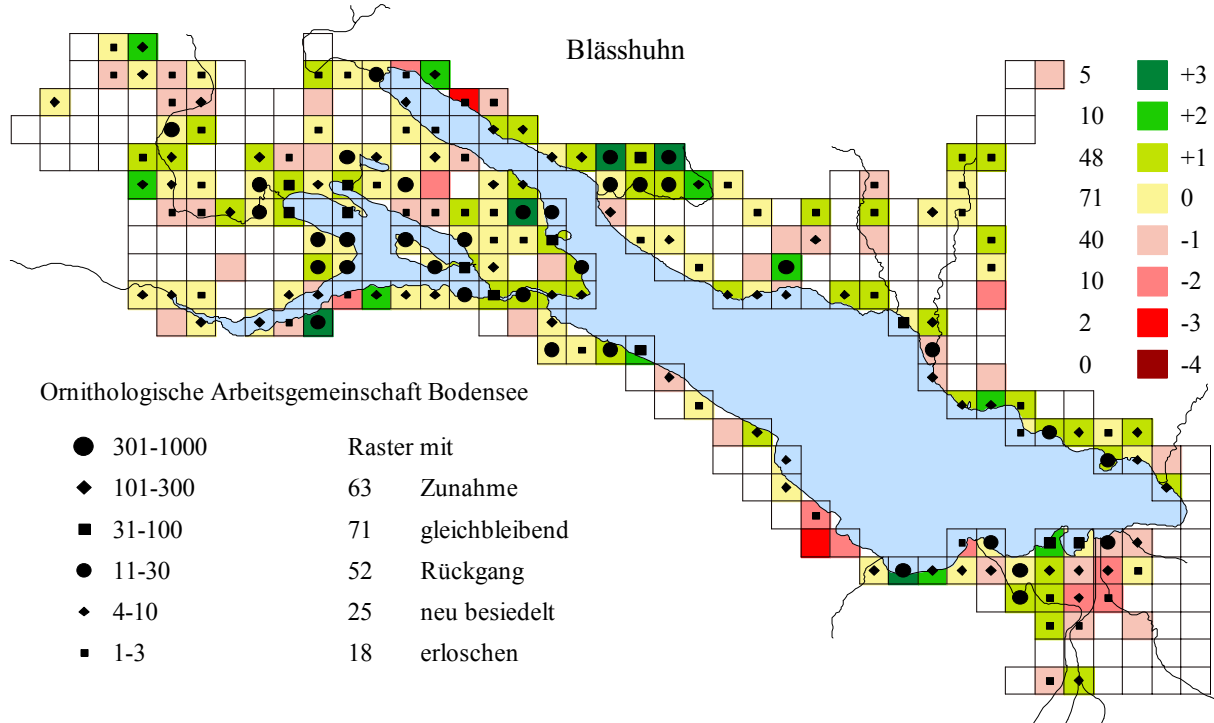 Blässhuhn
5 +3
10 +2
48 +1
71 0
40 -1
10 -2
2 -3
0 -4
Ornithologische Arbeitsgemeinschaft Bodensee
301-1000 Raster mit
101-300 63 Zunahme
31-100 71 gleichbleibend
11-30 52 Rückgang
4-10 25 neu besiedelt
1-3 18 erloschen